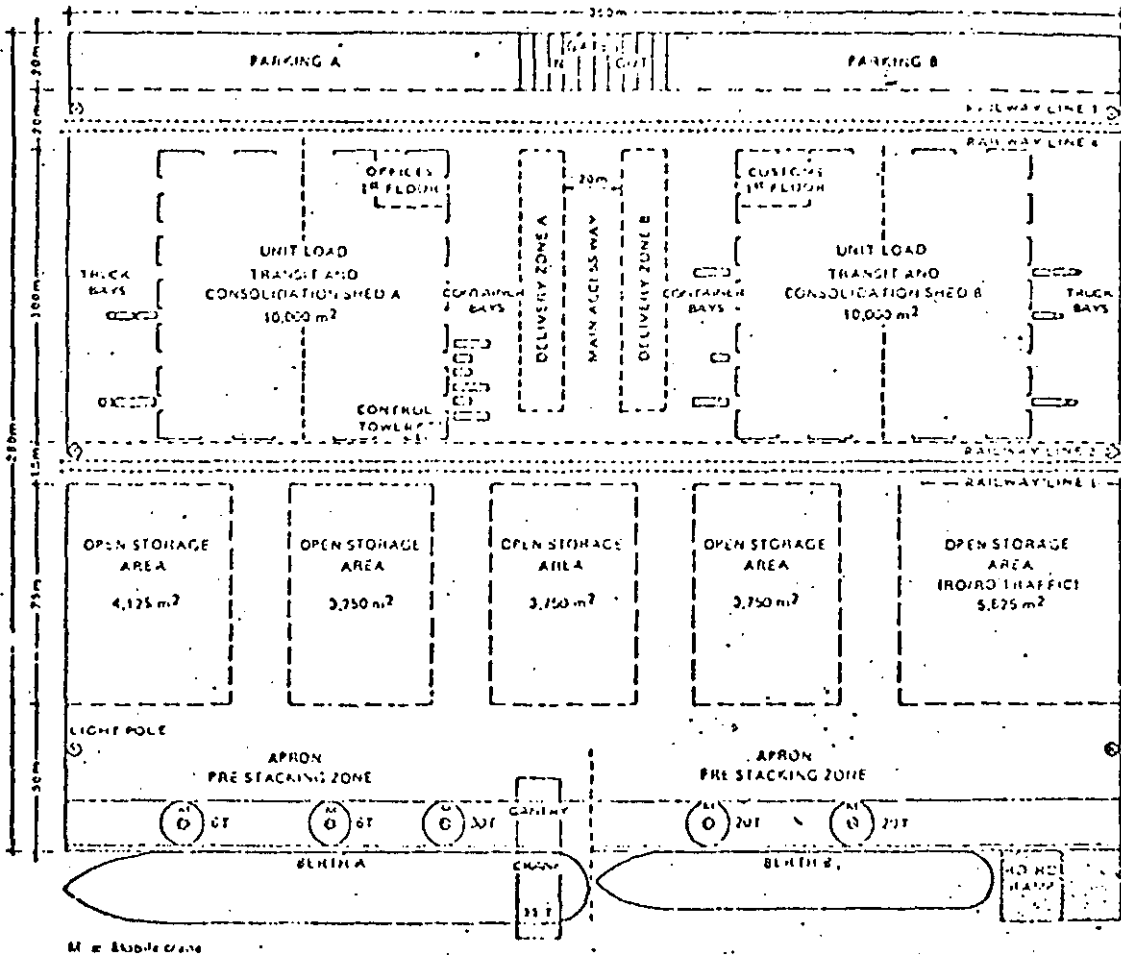 PARKING A
GATE
IN
OUT
PARKING B
20m
RAILWAY LINE
RAILWAY LINE 4
OFFICES
1st FLOOR
20m
CUSTOMS
1st FLOOR
UNIT LOAD
TRANSIT AND
CONSOLIDATION SHED A
10,000 m2
TRUCK
BAYS
CONTAINER
BAYS
DELIVERY ZONE A
MAIN ACCESS WAY
DELIVERY ZONE B
CONTAINER
BAYS
UNIT LOAD
TRANSIT AND
CONSOLIDATION SHED B
10,000 m2
TRUCK
BAYS
100m
CONTROL
TOWER
RAILWAY LINE 2
RAILWAY LINE
OPEN STORAGE
AREA
4,125 m2
OPEN STORAGE
AREA
3,750 m2
OPEN STORAGE
AREA
3,750 m2
OPEN STORAGE
AREA
3,750 m2
OPEN STORAGE
AREA
(RO/RO TRAFFIC)
5,625 m2
75m
LIGHT POLE
APRON
PRE STACKING ZONE
APRON
PRE STACKING ZONE
50m
M
6T
M
6T
M
GANTRY
CRANE
M
20T
M
20T
BERTH A
BERTH B
RO-RO
RAMP
M = Mobile crane